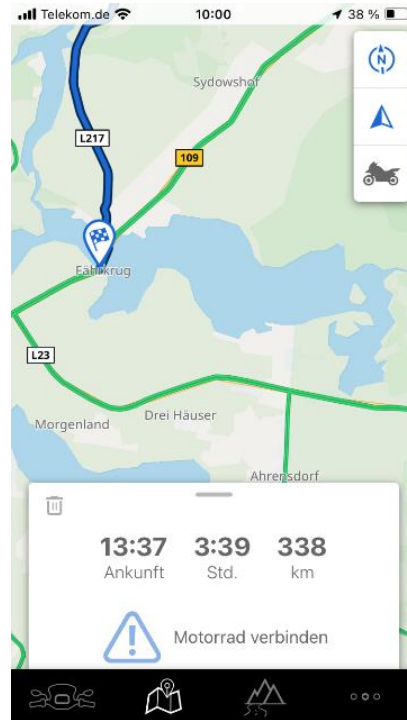 Telekom.de 10:00 38 %
N
Sydowshof
L217
109
Fährkrug
L23
Morgenland
Drei Häuser
Ahrensdorf
13:37 3:39 338
Ankunft Std. km
Motorrad verbinden